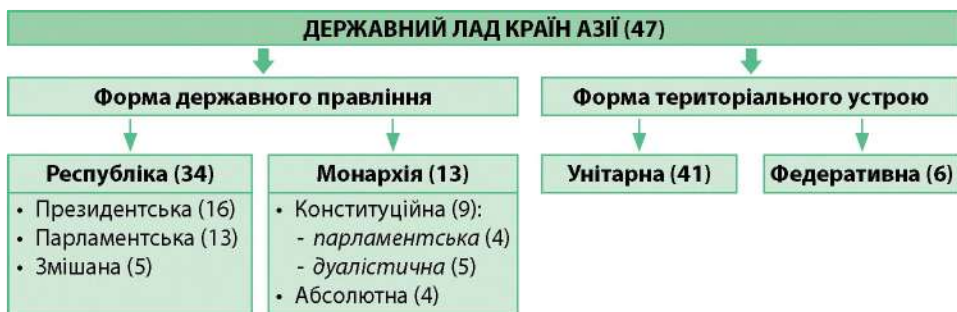 ДЕРЖАВНИЙ ЛАД КРАЇН АЗІЇ (47)
Форма державного правління
Форма територіального устрою
Республіка (34)
• Президентська (16)
• Парламентська (13)
• Змішана (5)
Монархія (13)
• Конституційна (9):
- парламентська (4)
- дуалістична (5)
• Абсолютна (4)
Унітарна (41)
Федеративна (6)